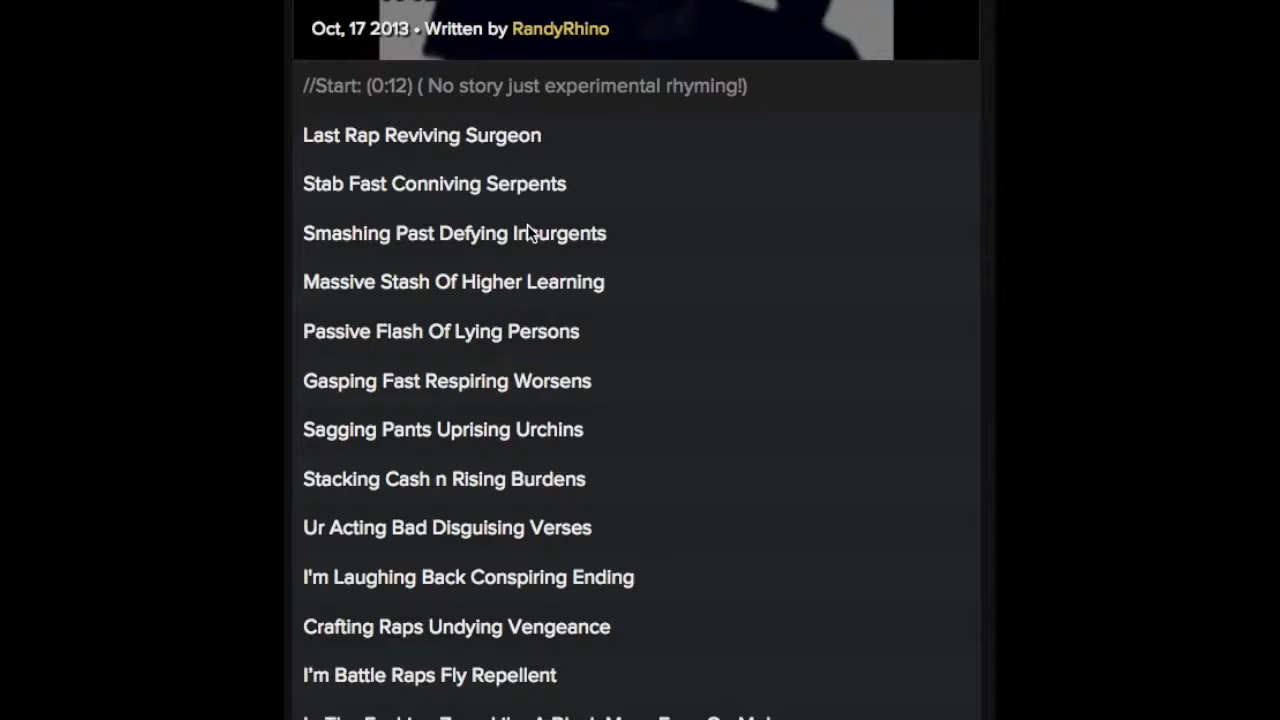 Oct, 17 2013 • Written by RandyRhino
//Start: (0:12) ( No story just experimental rhyming!)
Last Rap Reviving Surgeon
Stab Fast Conniving Serpents
Smashing Past Defying Insurgents
Massive Stash Of Higher Learning
Passive Flash Of Lying Persons
Gasping Fast Respiring Worsens
Sagging Pants Uprising Urchins
Stacking Cash n Rising Burdens
Ur Acting Bad Disguising Verses
I'm Laughing Back Conspiring Ending
Crafting Raps Undying Vengeance
I’m Battle Raps Fly Repellent